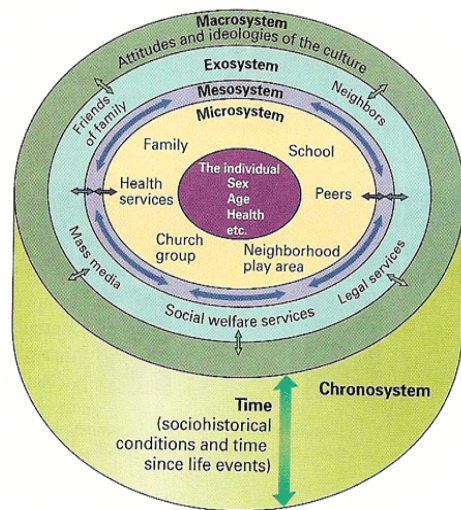 Macrosystem
Attitudes and ideologies of the culture
Exosystem
Mesosystem
Microsystem
Friends
of family
Neighbors
Family
School
The individual
Sex
Age
Health
etc.
Health
services
Peers
Church
group
Neighborhood
play area
Mass media
Legal services
Social welfare services
Chronosystem
Time
(sociohistorical
conditions and time
since life events)